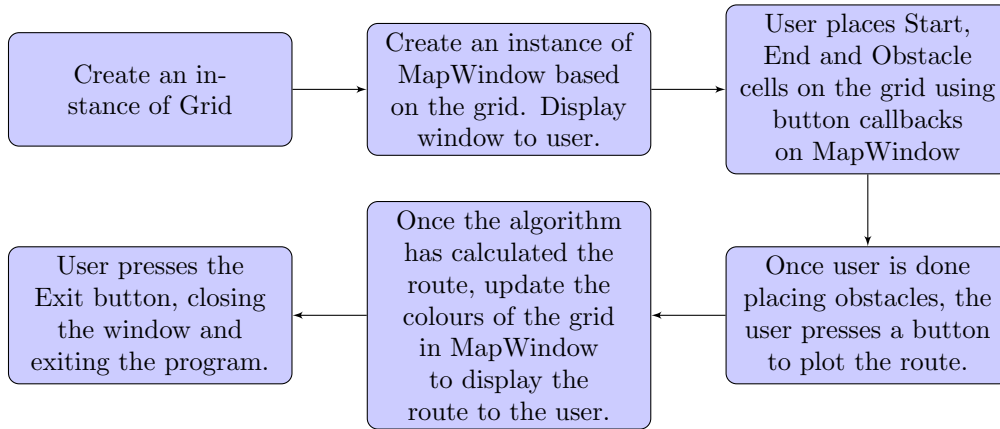 Create an in-
stance of Grid
Create an instance of
MapWindow based
on the grid. Display
window to user.
User places Start,
End and Obstacle
cells on the grid using
button callbacks
on MapWindow
Once user is done
placing obstacles, the
user presses a button
to plot the route.
Once the algorithm
has calculated the
route, update the
colours of the grid
in MapWindow
to display the
route to the user.
User presses the
Exit button, closing
the window and
exiting the program.